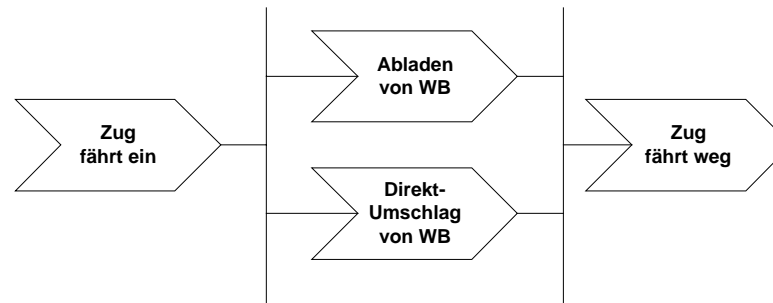 Zug
fährt ein
Abladen
von WB
Direkt-
Umschlag
von WB
Zug
fährt weg